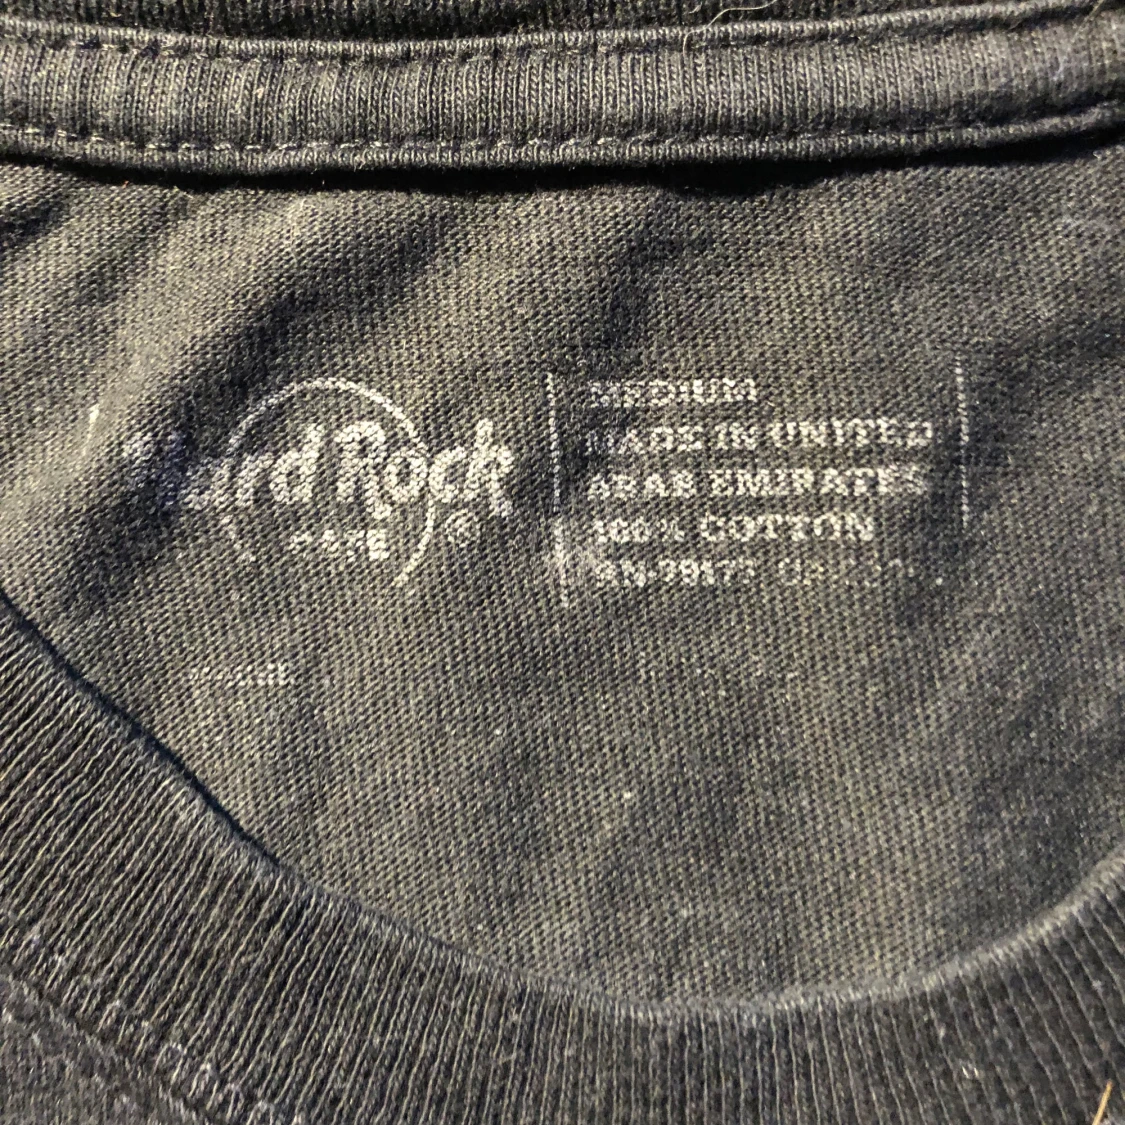 Hard Rock
CAFE ®
MEDIUM
MADE IN UNITED
ARAB EMIRATES
100% COTTON